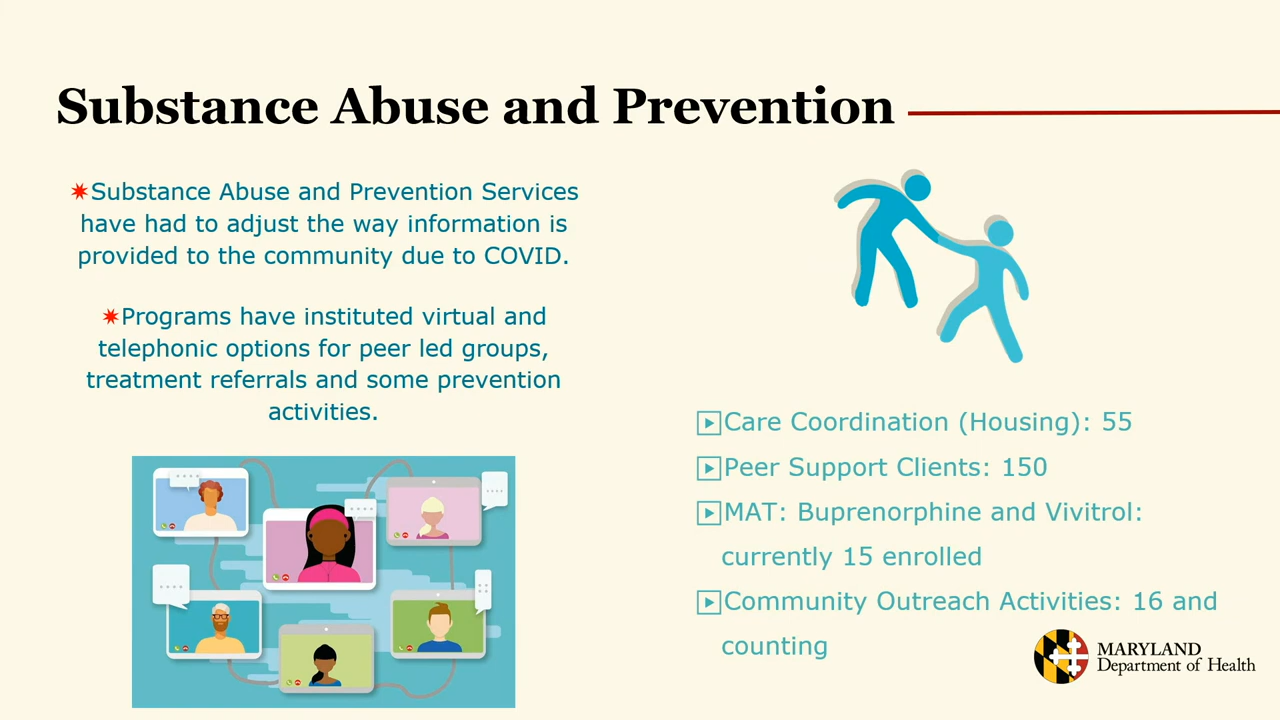 Substance Abuse and Prevention
✷Substance Abuse and Prevention Services
have had to adjust the way information is
provided to the community due to COVID.
✷Programs have instituted virtual and
telephonic options for peer led groups,
treatment referrals and some prevention
activities.
Care Coordination (Housing): 55
Peer Support Clients: 150
MAT: Buprenorphine and Vivitrol:
currently 15 enrolled
Community Outreach Activities: 16 and
counting
MARYLAND
Department of Health